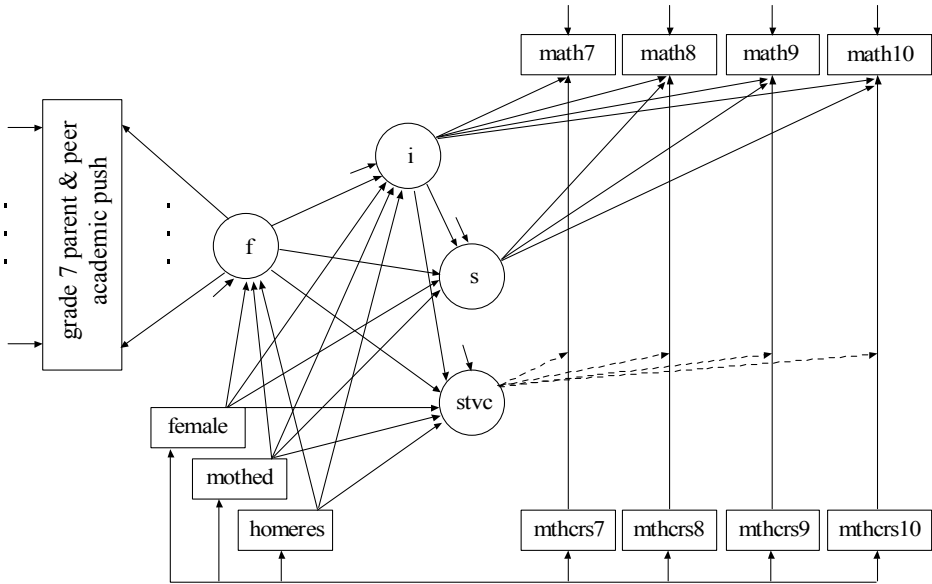 math7
math8
math9
math10
grade 7 parent & peer
academic push
i
f
s
stvc
female
mothed
homeres
mthcrs7
mthcrs8
mthcrs9
mthcrs10